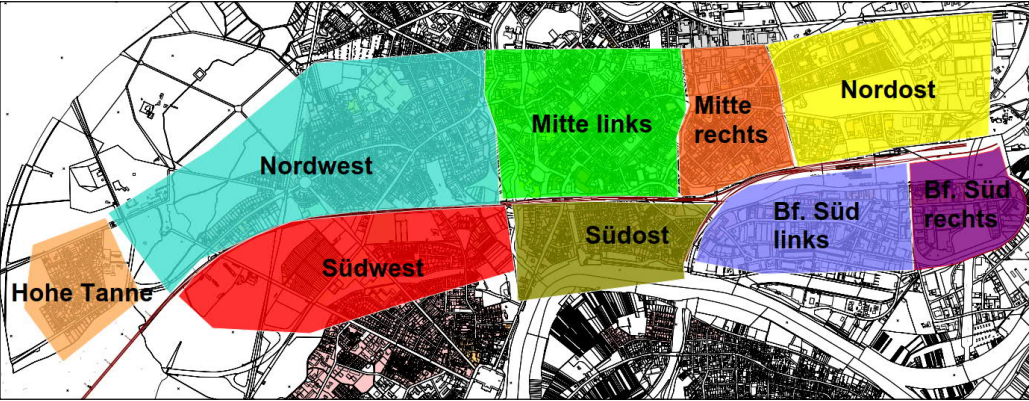 Nordost
Mitte links
Mitte
rechts
Nordwest
Bf. Süd
rechts
Bf. Süd
links
Südost
Südwest
Hohe Tanne